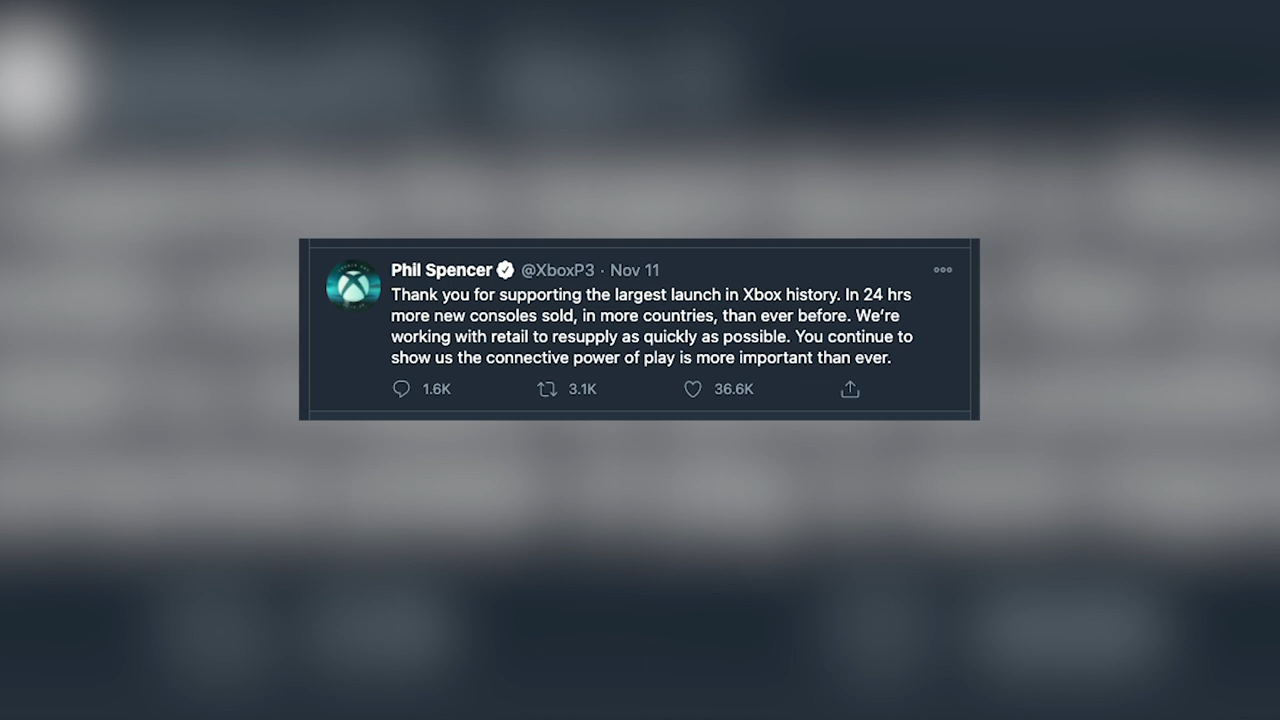 Phil Spencer @XboxP3 · Nov 11
Thank you for supporting the largest launch in Xbox history. In 24 hrs
more new consoles sold, in more countries, than ever before. We’re
working with retail to resupply as quickly as possible. You continue to
show us the connective power of play is more important than ever.
1.6K 3.1K 36.6K